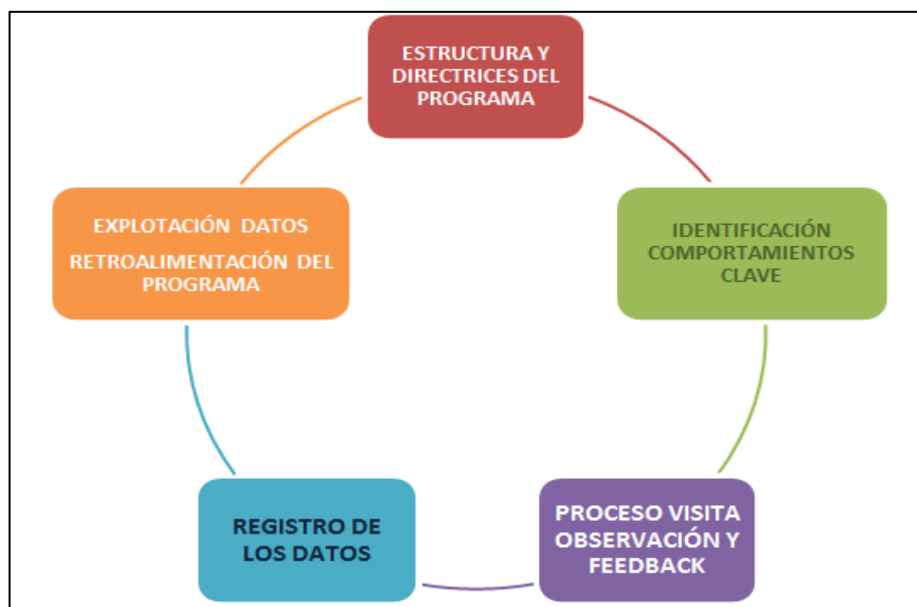 ESTRUCTURA Y
DIRECTRICES DEL
PROGRAMA
IDENTIFICACIÓN
COMPORTAMIENTOS
CLAVE
PROCESO VISITA
OBSERVACIÓN Y
FEEDBACK
REGISTRO DE
LOS DATOS
EXPLOTACIÓN DATOS
RETROALIMENTACIÓN DEL
PROGRAMA